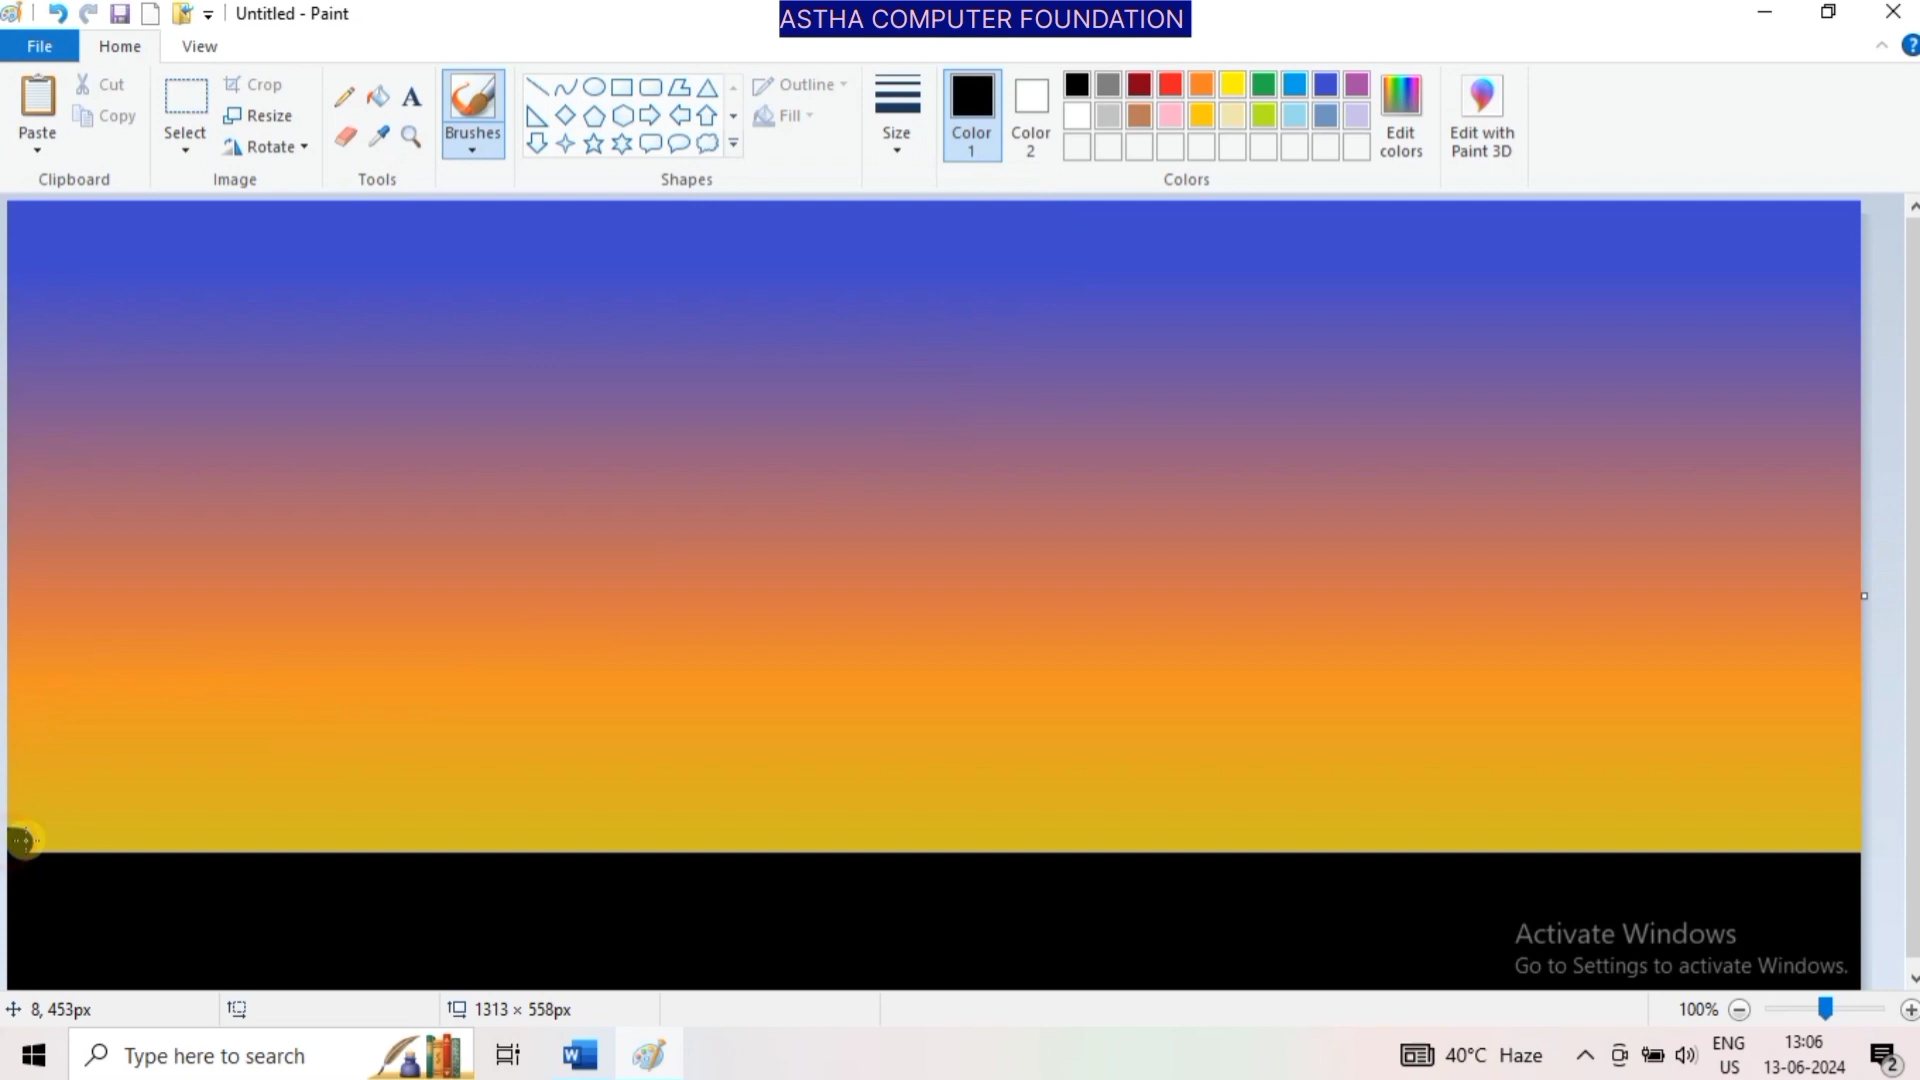 Untitled - Paint
ASTHA COMPUTER FOUNDATION
File Home View
Paste
Cut
Copy
Clipboard
Select
Crop
Resize
Rotate
Image
A
Tools
Brushes
Outline
Fill
Shapes
Size
Color
1
Color
2
Edit
colors
Colors
Edit with
Paint 3D
Activate Windows
Go to Settings to activate Windows.
8, 453px
1313 × 558px
100%
Type here to search
W
40°C Haze
ENG
US
13:06
13-06-2024
2